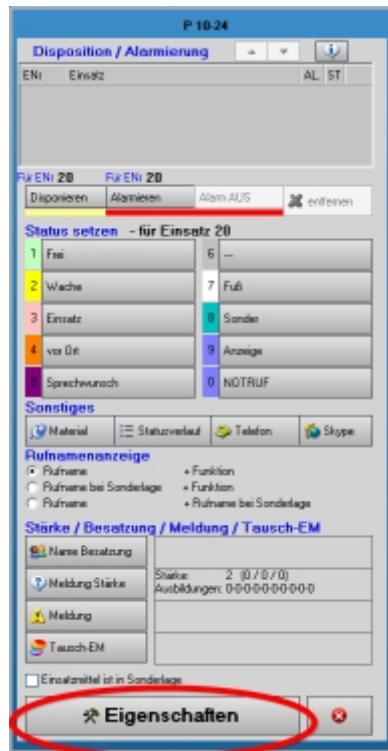 P 10-24
Disposition / Alarmierung
ENr Einsatz AL ST
Für ENr 20 Für ENr 20
Disponieren Alarmieren Alarm AUS entfernen
Status setzen - für Einsatz 20
1 Frei 6 --
2 Wache 7 Fuß
3 Einsatz 8 Sonder
4 vor Ort 9 Anzeige
5 Sprechwunsch 0 NOTRUF
Sonstiges
Material Statusverlauf Telefon Skype
Rufnamenanzeige
Rufname + Funktion
Rufname bei Sonderlage + Funktion
Rufname + Rufname bei Sonderlage
Stärke / Besatzung / Meldung / Tausch-EM
Name Besatzung
Meldung Stärke Stärke: 2 (0 / 0 / 0)
Ausbildungen: 0-0-0-0-0-0-0-0-0
Meldung
Tausch-EM
Einsatzmittel ist in Sonderlage
Eigenschaften